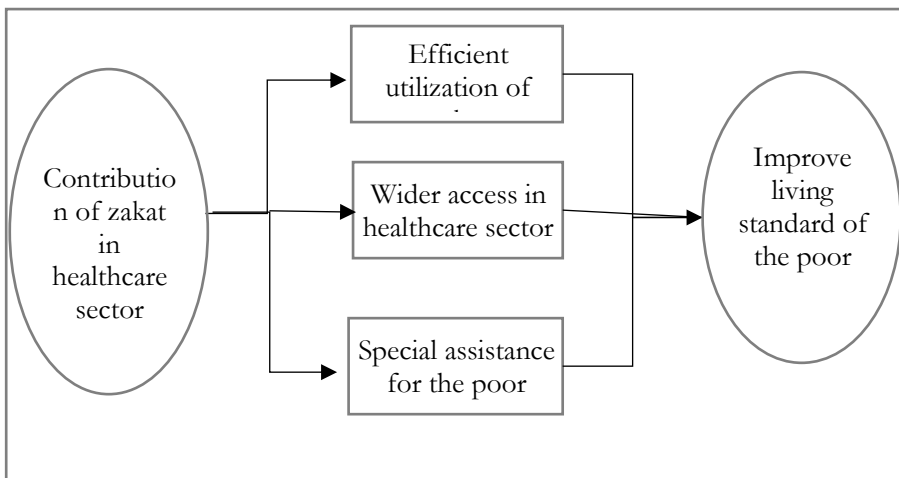 Contributio
n of zakat
in
healthcare
sector
Efficient
utilization of
Wider access in
healthcare sector
Special assistance
for the poor
Improve
living
standard of
the poor